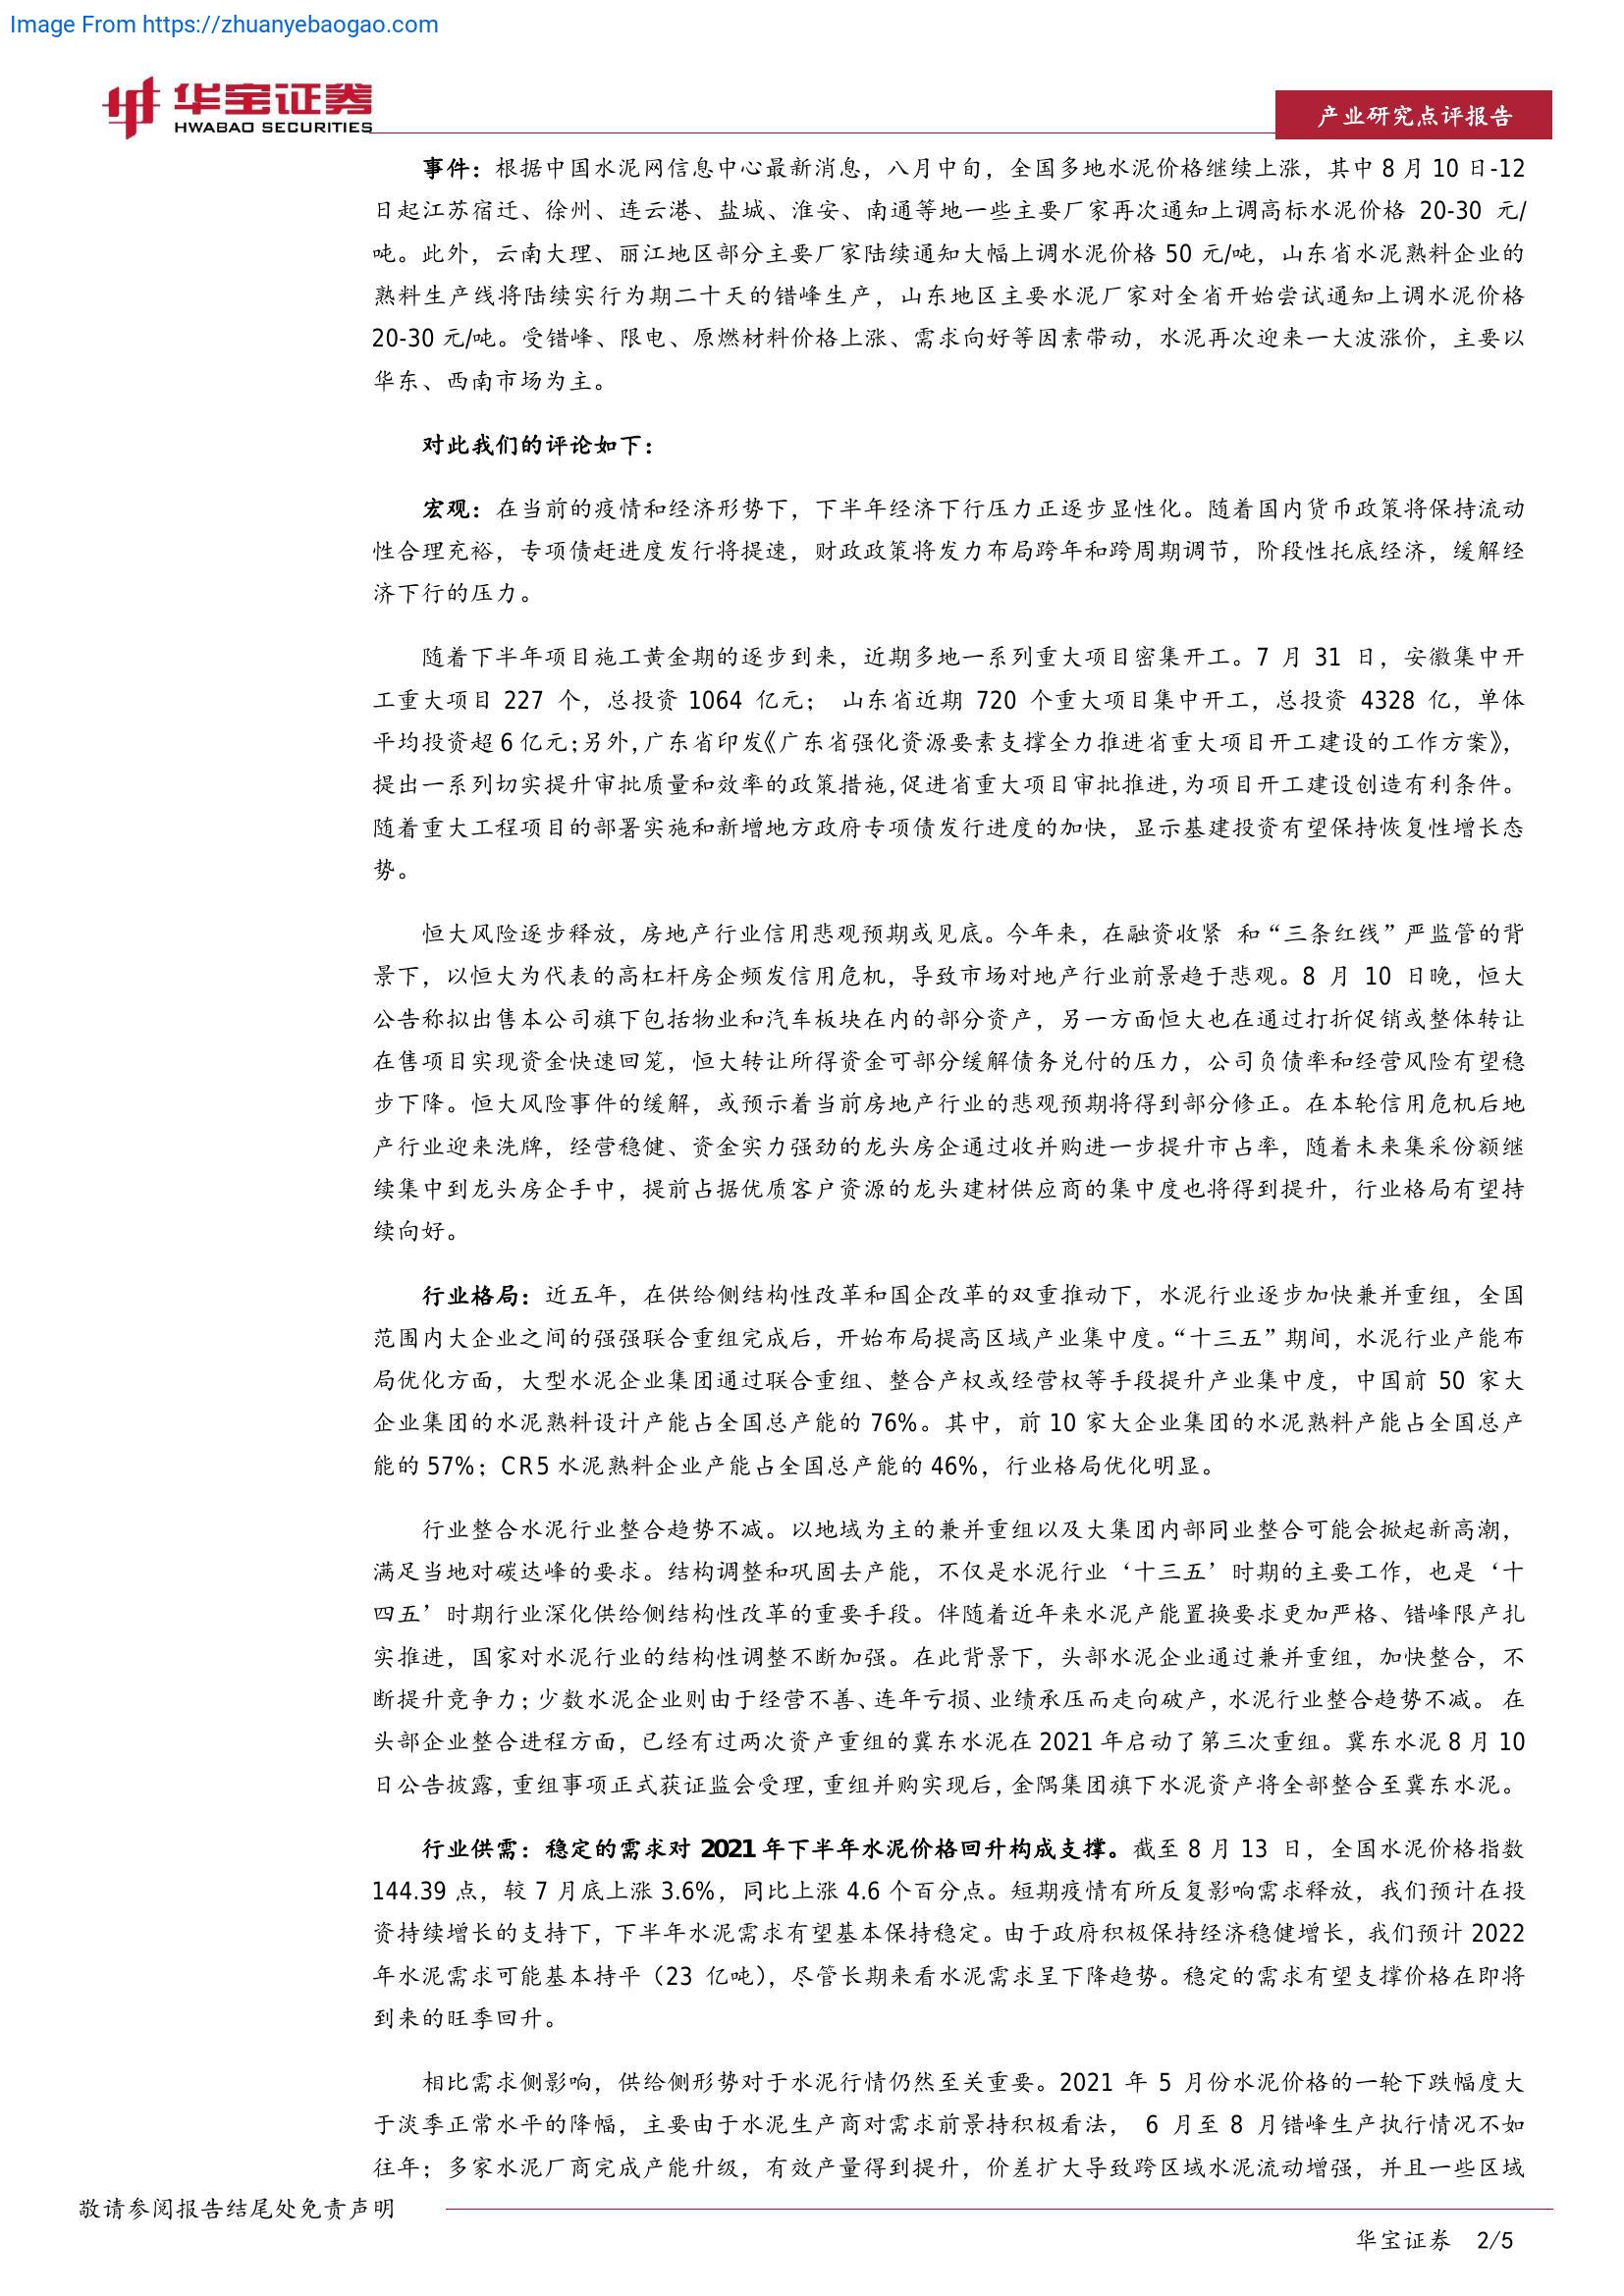 Image From https://zhuanyebaogao.com
华宝证券
HWABAO SECURITIES
产业研究点评报告
事件：根据中国水泥网信息中心最新消息，八月中旬，全国多地水泥价格继续上涨，其中 8 月 10 日-12
日起江苏宿迁、徐州、连云港、盐城、淮安、南通等地一些主要厂家再次通知上调高标水泥价格 20-30 元/
吨。此外，云南大理、丽江地区部分主要厂家陆续通知大幅上调水泥价格 50 元/吨，山东省水泥熟料企业的
熟料生产线将陆续实行为期二十天的错峰生产，山东地区主要水泥厂家对全省开始尝试通知上调水泥价格
20-30 元/吨。受错峰、限电、原燃材料价格上涨、需求向好等因素带动，水泥再次迎来一大波涨价，主要以
华东、西南市场为主。
对此我们的评论如下：
宏观：在当前的疫情和经济形势下，下半年经济下行压力正逐步显性化。随着国内货币政策将保持流动
性合理充裕，专项债赶进度发行将提速，财政政策将发力布局跨年和跨周期调节，阶段性托底经济，缓解经
济下行的压力。
随着下半年项目施工黄金期的逐步到来，近期多地一系列重大项目密集开工。7 月 31 日，安徽集中开
工重大项目 227 个，总投资 1064 亿元； 山东省近期 720 个重大项目集中开工，总投资 4328 亿，单体
平均投资超 6 亿元；另外，广东省印发《广东省强化资源要素支撑全力推进省重大项目开工建设的工作方案》，
提出一系列切实提升审批质量和效率的政策措施，促进省重大项目审批推进，为项目开工建设创造有利条件。
随着重大工程项目的部署实施和新增地方政府专项债发行进度的加快，显示基建投资有望保持恢复性增长态
势。
恒大风险逐步释放，房地产行业信用悲观预期或见底。今年来，在融资收紧 和“三条红线”严监管的背
景下，以恒大为代表的高杠杆房企频发信用危机，导致市场对地产行业前景趋于悲观。8 月 10 日晚，恒大
公告称拟出售本公司旗下包括物业和汽车板块在内的部分资产，另一方面恒大也在通过打折促销或整体转让
在售项目实现资金快速回笼，恒大转让所得资金可部分缓解债务兑付的压力，公司负债率和经营风险有望稳
步下降。恒大风险事件的缓解，或预示着当前房地产行业的悲观预期将得到部分修正。在本轮信用危机后地
产行业迎来洗牌，经营稳健、资金实力强劲的龙头房企通过收并购进一步提升市占率，随着未来集采份额继
续集中到龙头房企手中，提前占据优质客户资源的龙头建材供应商的集中度也将得到提升，行业格局有望持
续向好。
行业格局：近五年，在供给侧结构性改革和国企改革的双重推动下，水泥行业逐步加快兼并重组，全国
范围内大企业之间的强强联合重组完成后，开始布局提高区域产业集中度。“十三五”期间，水泥行业产能布
局优化方面，大型水泥企业集团通过联合重组、整合产权或经营权等手段提升产业集中度，中国前 50 家大
企业集团的水泥熟料设计产能占全国总产能的 76%。其中，前 10 家大企业集团的水泥熟料产能占全国总产
能的 57%；CR5 水泥熟料企业产能占全国总产能的 46%，行业格局优化明显。
行业整合水泥行业整合趋势不减。以地域为主的兼并重组以及大集团内部同业整合可能会掀起新高潮，
满足当地对碳达峰的要求。结构调整和巩固去产能，不仅是水泥行业‘十三五’时期的主要工作，也是‘十
四五’时期行业深化供给侧结构性改革的重要手段。伴随着近年来水泥产能置换要求更加严格、错峰限产扎
实推进，国家对水泥行业的结构性调整不断加强。在此背景下，头部水泥企业通过兼并重组，加快整合，不
断提升竞争力；少数水泥企业则由于经营不善、连年亏损、业绩承压而走向破产，水泥行业整合趋势不减。 在
头部企业整合进程方面，已经有过两次资产重组的冀东水泥在 2021 年启动了第三次重组。冀东水泥 8 月 10
日公告披露，重组事项正式获证监会受理，重组并购实现后，金隅集团旗下水泥资产将全部整合至冀东水泥。
行业供需：稳定的需求对 2021 年下半年水泥价格回升构成支撑。截至 8 月 13 日，全国水泥价格指数
144.39 点，较 7 月底上涨 3.6%，同比上涨 4.6 个百分点。短期疫情有所反复影响需求释放，我们预计在投
资持续增长的支持下，下半年水泥需求有望基本保持稳定。由于政府积极保持经济稳健增长，我们预计 2022
年水泥需求可能基本持平（23 亿吨），尽管长期来看水泥需求呈下降趋势。稳定的需求有望支撑价格在即将
到来的旺季回升。
相比需求侧影响，供给侧形势对于水泥行情仍然至关重要。2021 年 5 月份水泥价格的一轮下跌幅度大
于淡季正常水平的降幅，主要由于水泥生产商对需求前景持积极看法， 6 月至 8 月错峰生产执行情况不如
往年；多家水泥厂商完成产能升级，有效产量得到提升，价差扩大导致跨区域水泥流动增强，并且一些区域
敬请参阅报告结尾处免责声明
华宝证券 2/5